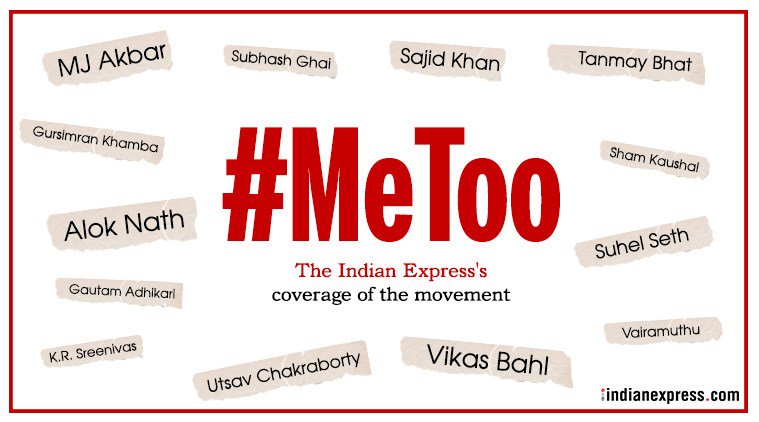 MJ Akbar
Subhash Ghai
Sajid Khan
Tanmay Bhat
Gursimran Khamba
#MeToo
Sham Kaushal
Alok Nath
Suhel Seth
The Indian Express's
coverage of the movement
Gautam Adhikari
Vairamuthu
K.R. Sreenivas
Utsav Chakraborty
Vikas Bahl
indianexpress.com